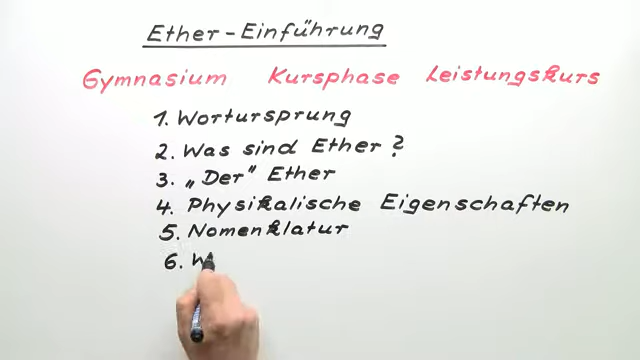 Ether-Einführung
Gymnasium Kursphase Leistungskurs
1. Wortursprung
2. Was sind Ether?
3. „Der" Ether
4. Physikalische Eigenschaften
5. Nomenklatur
6. W